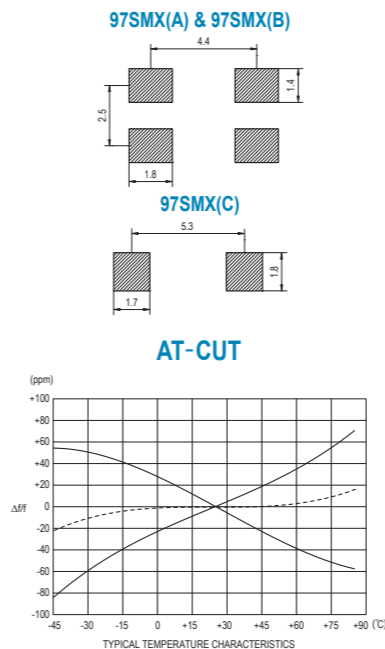 97SMX(A) & 97SMX(B)
4.4
1.4
2.5
1.8
97SMX(C)
5.3
1.8
1.7
AT-CUT
(ppm)
+100
+80
+60
+40
+20
Δf/f
0
-20
-40
-60
-80
-100
-45 -30 -15 0 +15 +30 +45 +60 +75 +90 (℃)
TYPICAL TEMPERATURE CHARACTERISTICS